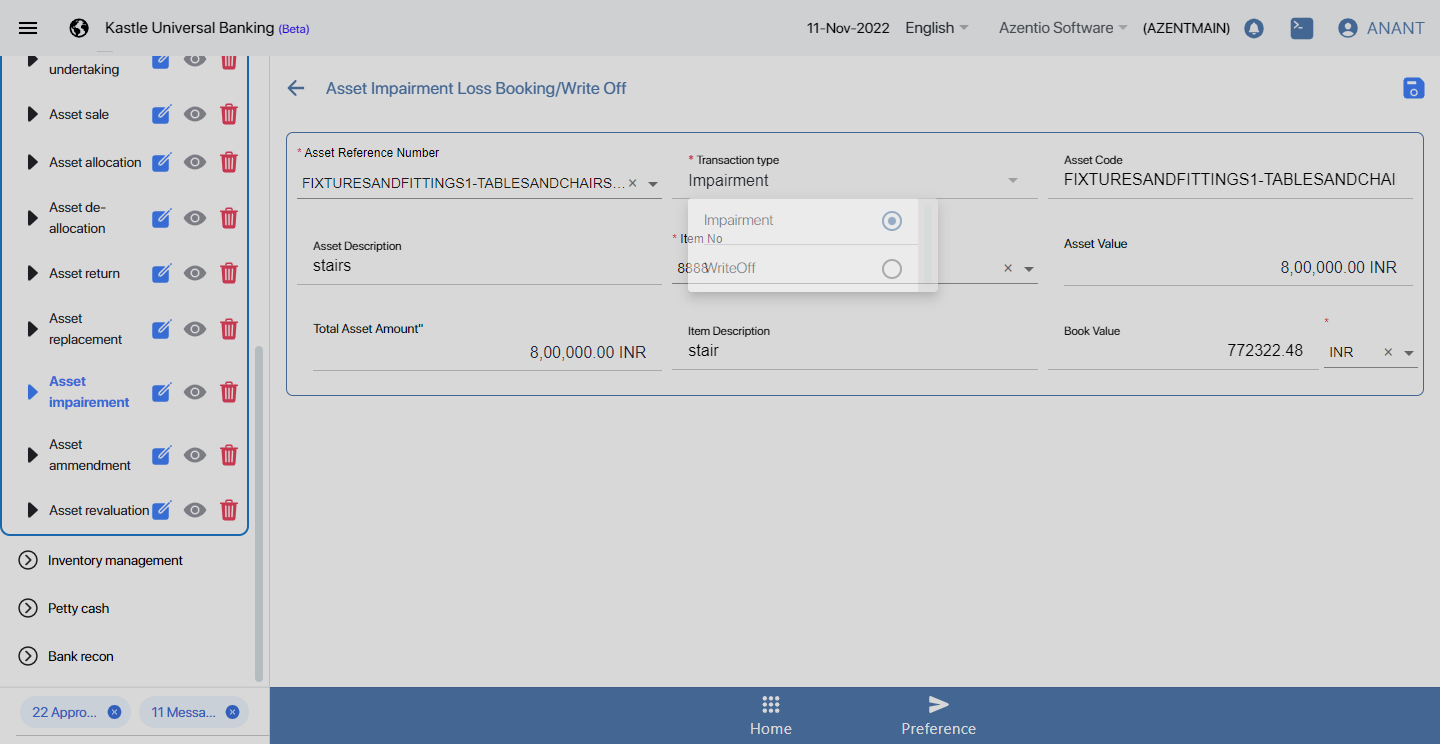 Kastle Universal Banking (Beta)
11-Nov-2022
English
Azentio Software
(AZENTMAIN)
ANANT
undertaking
Asset sale
Asset allocation
Asset de-
allocation
Asset return
Asset
replacement
Asset
impairement
Asset
ammendment
Asset revaluation
Inventory management
Petty cash
Bank recon
22 Appro...
11 Messa...
Asset Impairment Loss Booking/Write Off
* Asset Reference Number
FIXTURESANDFITTINGS1-TABLESANDCHAIRS...
* Transaction type
Impairment
Asset Code
FIXTURESANDFITTINGS1-TABLESANDCHAI
Impairment
WriteOff
Asset Description
stairs
* Item No
8888
Asset Value
8,00,000.00 INR
Total Asset Amount"
8,00,000.00 INR
Item Description
stair
Book Value
772322.48
*
INR
Home
Preference